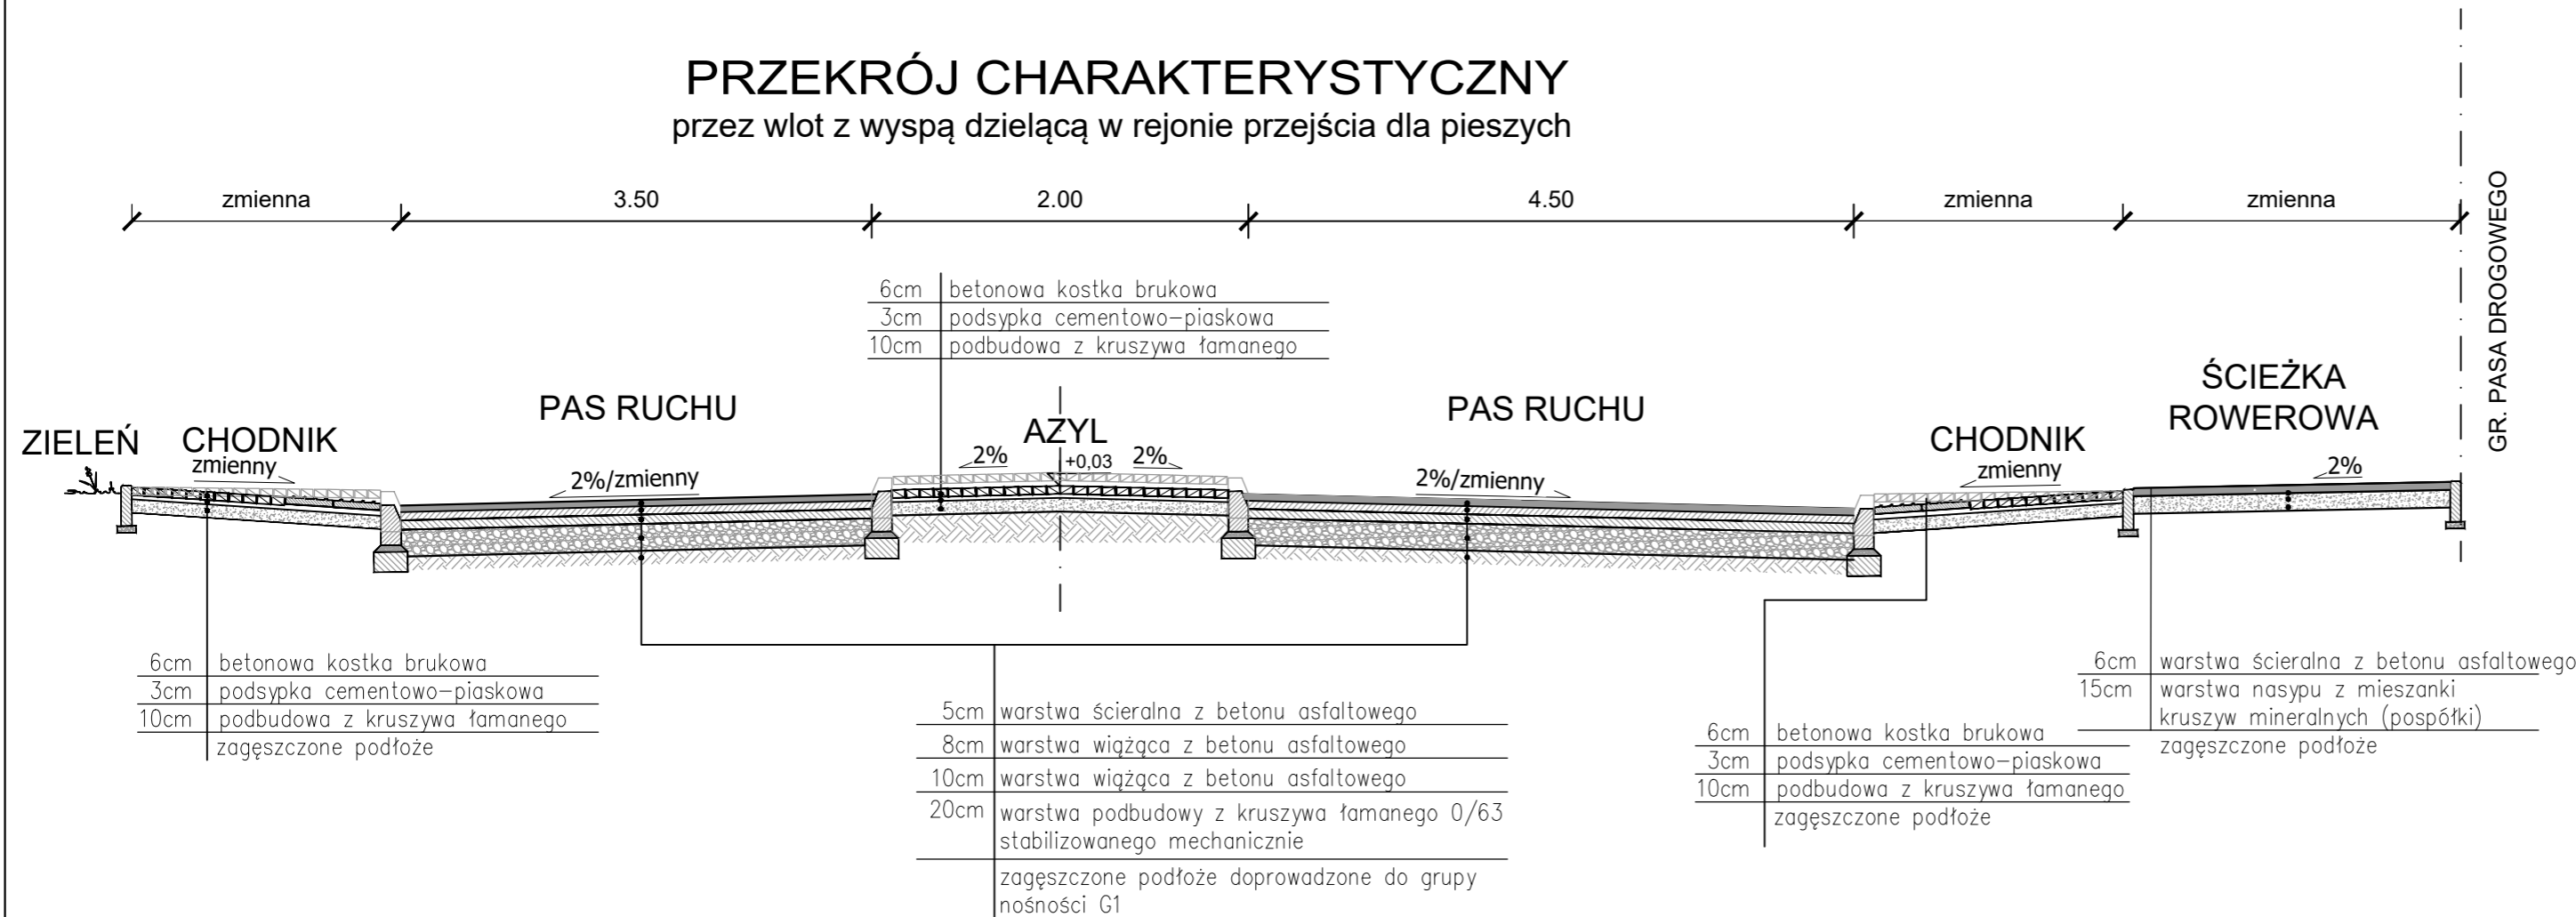 PRZEKRÓJ CHARAKTERYSTYCZNY
przez wlot z wyspą dzielącą w rejonie przejścia dla pieszych
zmienna
3.50
2.00
4.50
zmienna
zmienna
GR. PASA DROGOWEGO
6cm betonowa kostka brukowa
3cm podsypka cementowo-piaskowa
10cm podbudowa z kruszywa łamanego
ZIELEŃ
CHODNIK
zmienny
PAS RUCHU
2%/zmienny
AZYL
2%
+0,03
2%
PAS RUCHU
2%/zmienny
CHODNIK
zmienny
ŚCIEŻKA
ROWEROWA
2%
6cm betonowa kostka brukowa
3cm podsypka cementowo-piaskowa
10cm podbudowa z kruszywa łamanego
zagęszczone podłoże
5cm warstwa ścieralna z betonu asfaltowego
8cm warstwa wiążąca z betonu asfaltowego
10cm warstwa wiążąca z betonu asfaltowego
20cm warstwa podbudowy z kruszywa łamanego 0/63
stabilizowanego mechanicznie
zagęszczone podłoże doprowadzone do grupy
nośności G1
6cm betonowa kostka brukowa
3cm podsypka cementowo-piaskowa
10cm podbudowa z kruszywa łamanego
zagęszczone podłoże
6cm warstwa ścieralna z betonu asfaltowego
15cm warstwa nasypu z mieszanki
kruszyw mineralnych (pospółki)
zagęszczone podłoże